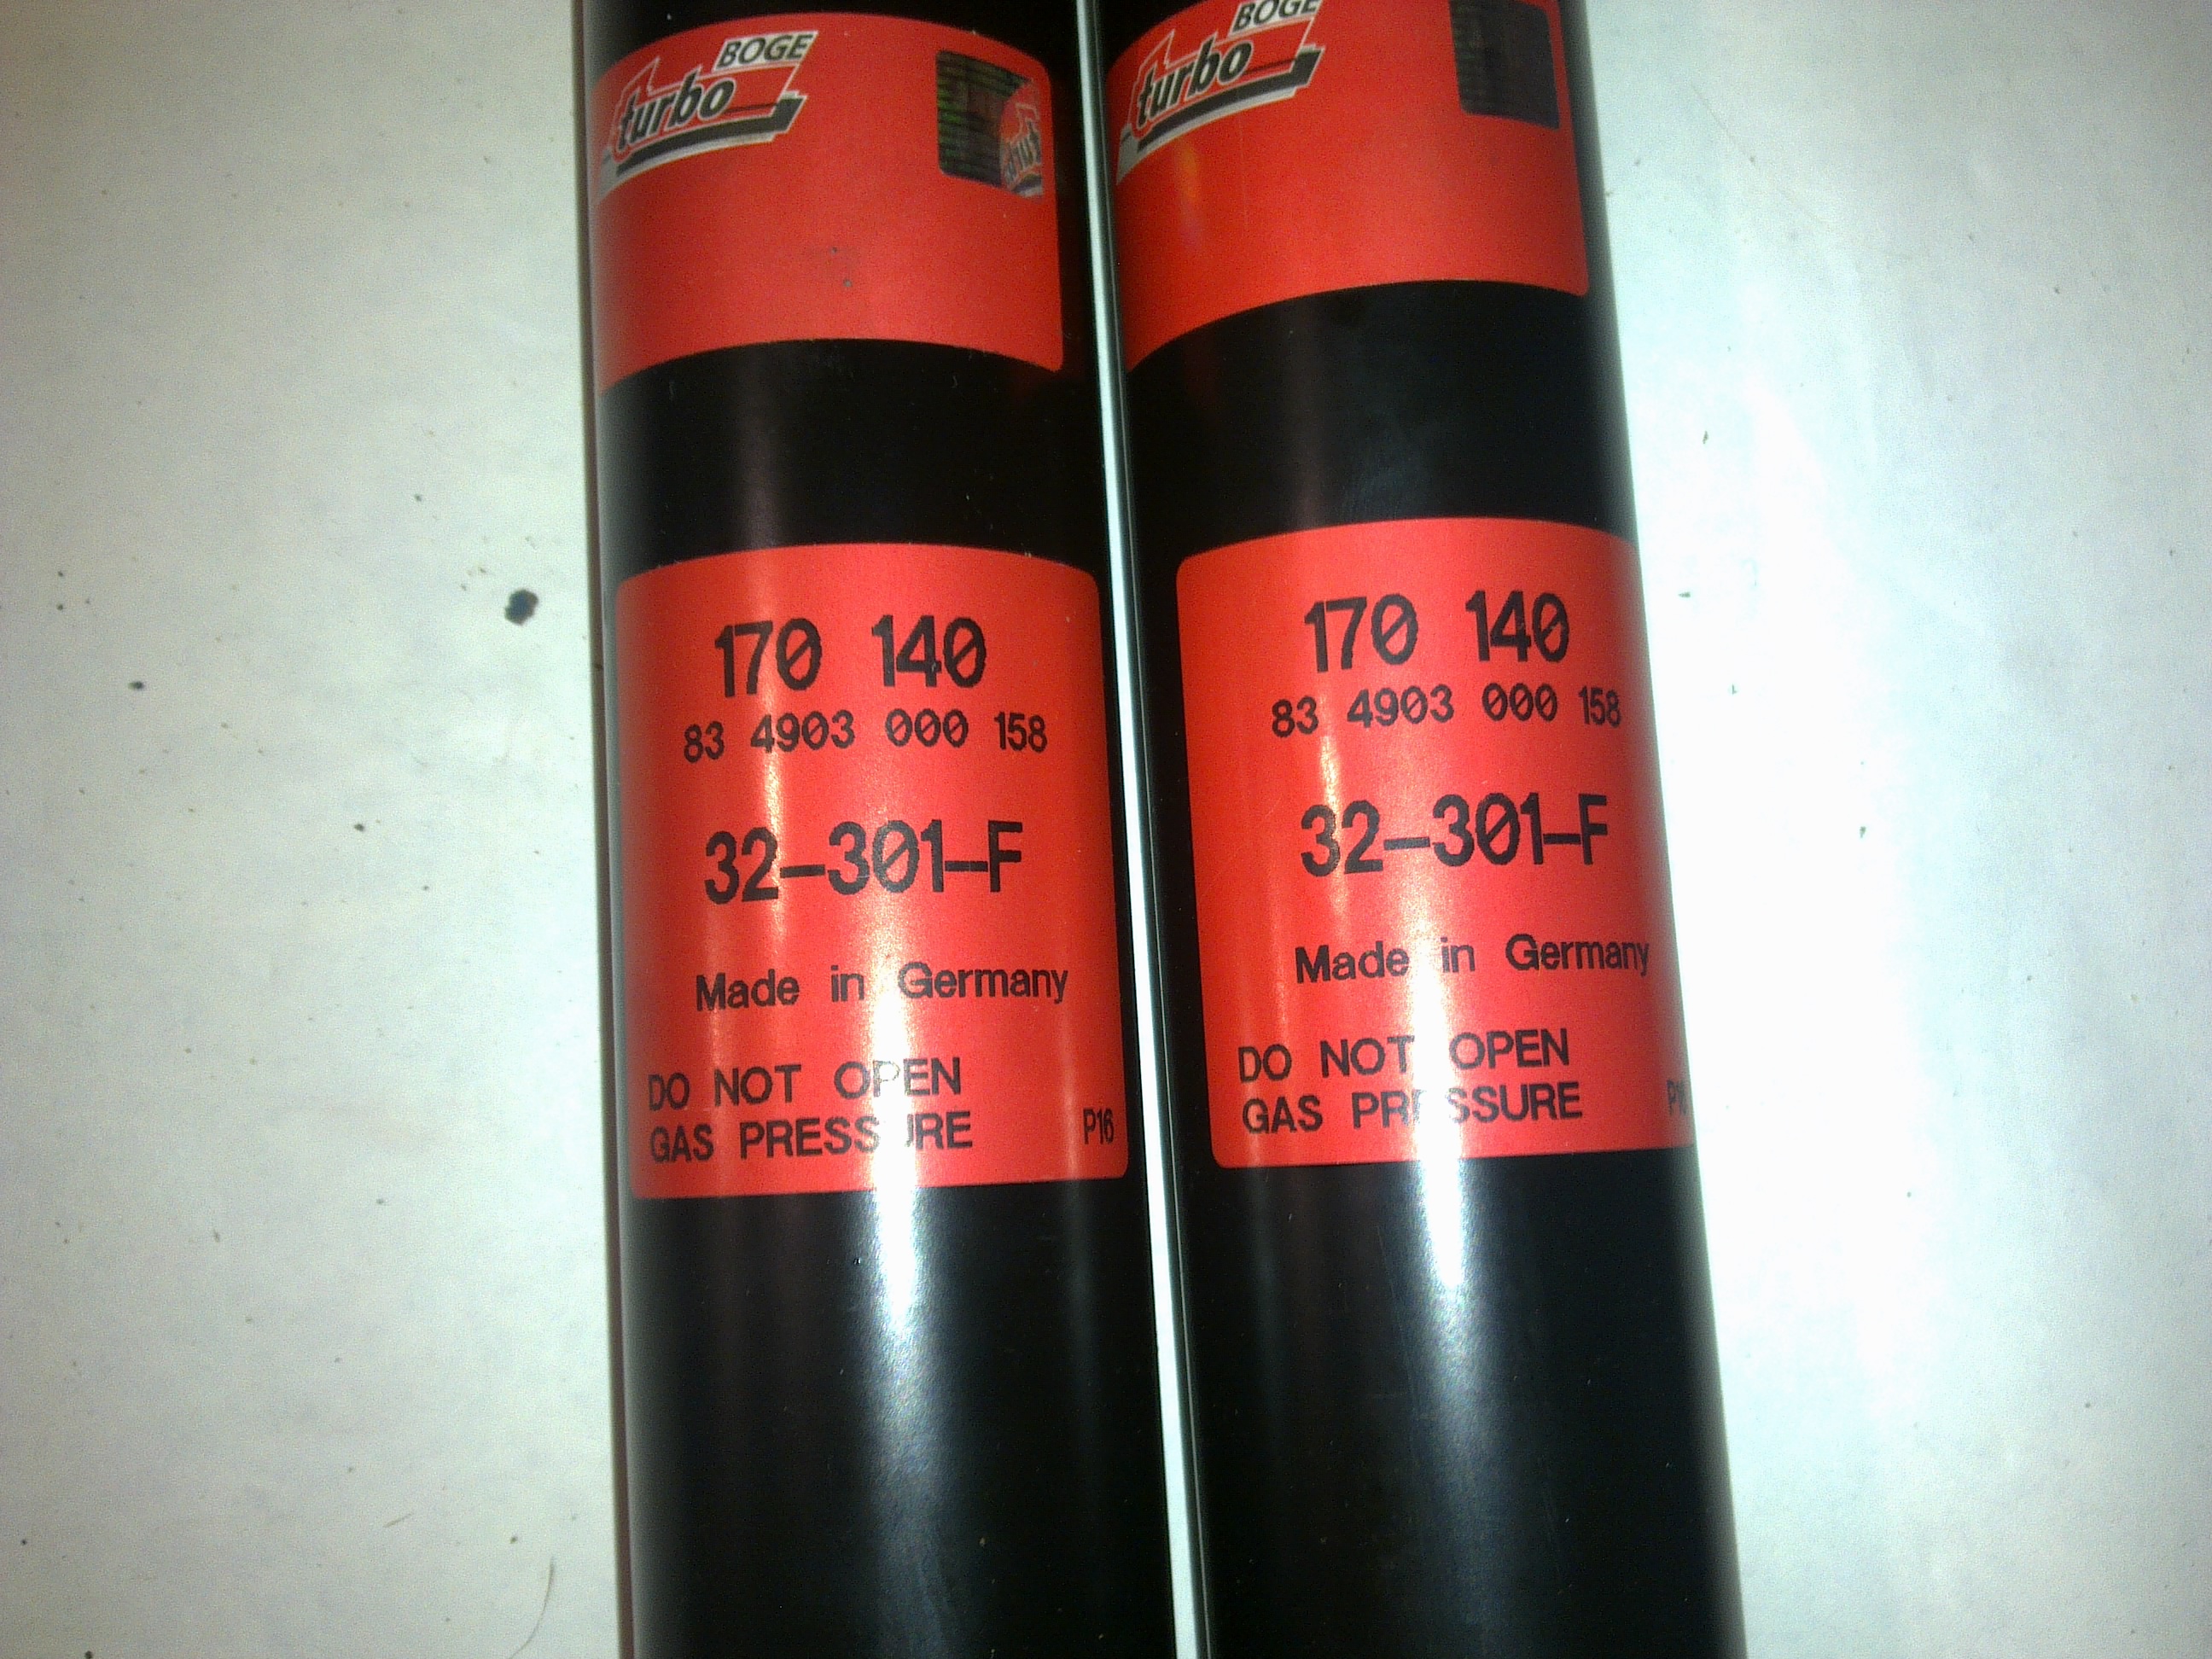 BOGE
turbo
170 140
83 4903 000 158
32-301-F
Made in Germany
DO NOT OPEN
GAS PRESSURE
P16
BOGE
turbo
170 140
83 4903 000 158
32-301-F
Made in Germany
DO NOT OPEN
GAS PRESSURE